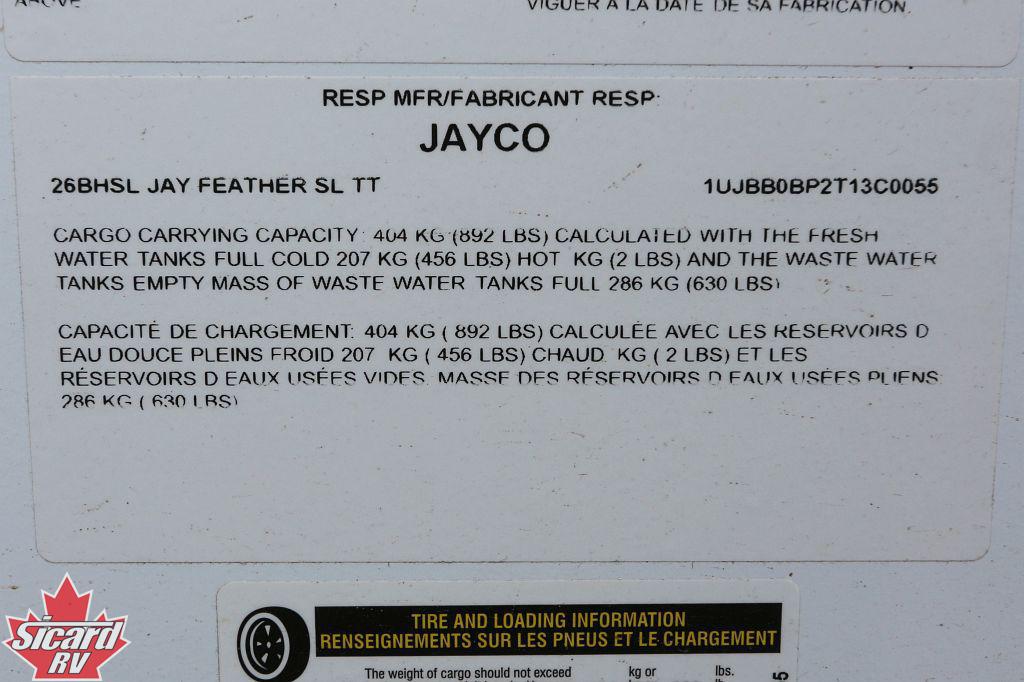 ABOVE
VIGUER A LA DATE DE SA FABRICATION.
RESP MFR/FABRICANT RESP:
JAYCO
26BHSL JAY FEATHER SL TT 1UJBB0BP2T13C0055
CARGO CARRYING CAPACITY: 404 KG (892 LBS) CALCULATED WITH THE FRESH
WATER TANKS FULL COLD 207 KG (456 LBS) HOT KG (2 LBS) AND THE WASTE WATER
TANKS EMPTY MASS OF WASTE WATER TANKS FULL 286 KG (630 LBS)
CAPACITÉ DE CHARGEMENT: 404 KG ( 892 LBS) CALCULÉE AVEC LES RESERVOIRS D
EAU DOUCE PLEINS FROID 207 KG ( 456 LBS) CHAUD KG ( 2 LBS) ET LES
RÉSERVOIRS D EAUX USÉES VIDES. MASSE DES RÉSERVOIRS D EAUX USÉES PLIENS
286 KG ( 630 LBS)
TIRE AND LOADING INFORMATION
RENSEIGNEMENTS SUR LES PNEUS ET LE CHARGEMENT
The weight of cargo should not exceed kg or lbs.
Sicard
RV